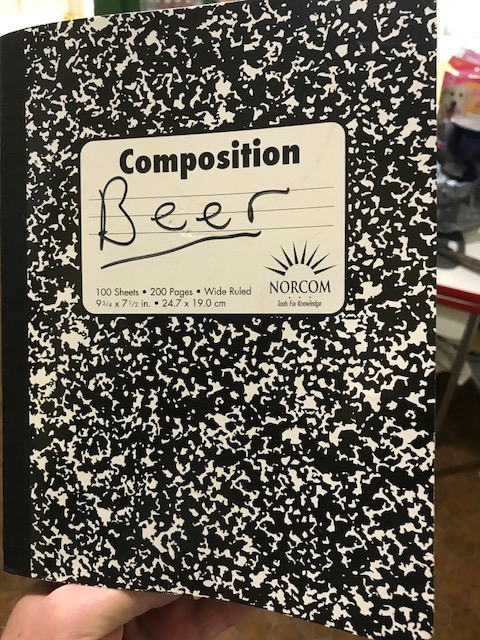 Composition
Beer
100 Sheets • 200 Pages • Wide Ruled
9 3/4 x 7 1/2 in. • 24.7 x 19.0 cm
NORCOM
Tools For Knowledge